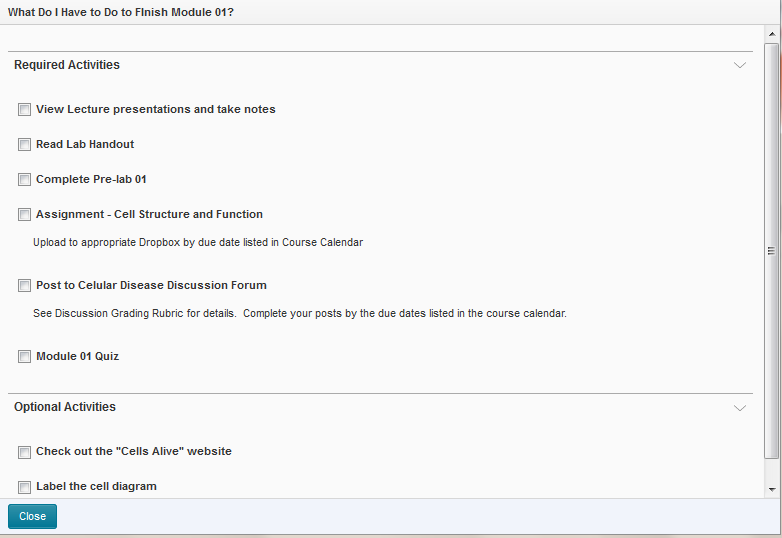 What Do I Have to Do to FInish Module 01?
Required Activities
View Lecture presentations and take notes
Read Lab Handout
Complete Pre-lab 01
Assignment - Cell Structure and Function
Upload to appropriate Dropbox by due date listed in Course Calendar
Post to Celular Disease Discussion Forum
See Discussion Grading Rubric for details.  Complete your posts by the due dates listed in the course calendar.
Module 01 Quiz
Optional Activities
Check out the "Cells Alive" website
Label the cell diagram
Close